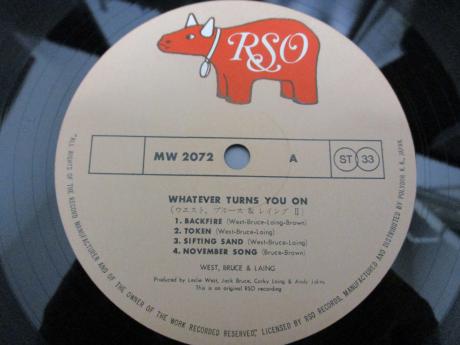 RSO
MW 2072
A
ST 33
WHATEVER TURNS YOU ON
(ウエスト、ブルース & レイング II)
1. BACKFIRE (West-Bruce-Laing-Brown)
2. TOKEN (West-Bruce-Laing)
3. SIFTING SAND (West-Bruce-Laing)
4. NOVEMBER SONG (Bruce-Brown)
WEST, BRUCE & LAING
Produced by Leslie West, Jack Bruce, Corky Laing & Andy Johns
This is an original RSO recording
"ALL RIGHTS OF THE RECORD MANUFACTURER AND OF THE OWNER OF THE WORK RECORDED RESERVED", LICENSED BY RSO RECORDS, MANUFACTURED AND DISTRIBUTED BY POLYDOR K. K., JAPAN.